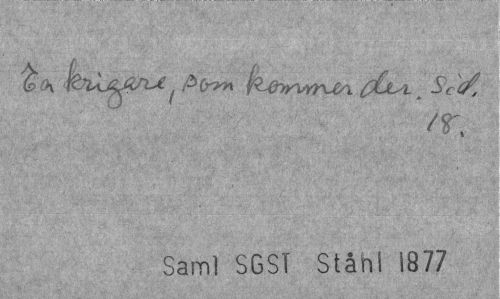 En krigare, som kommer der. Sid.
18.
Saml SGST Ståhl 1877